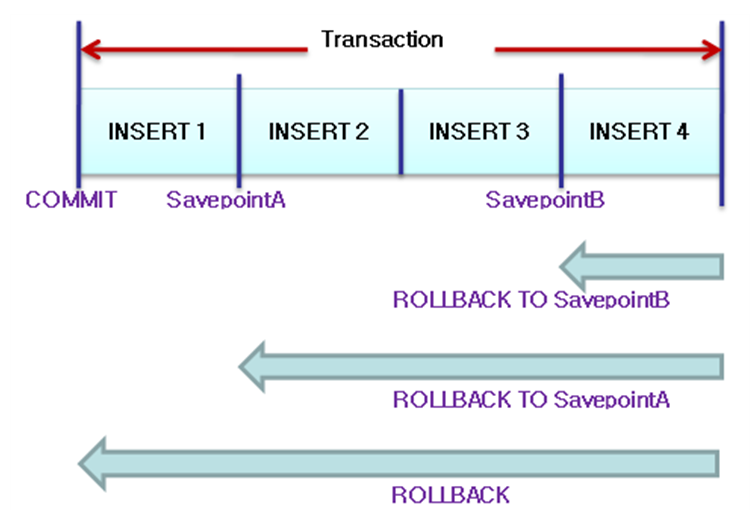 Transaction
INSERT 1 INSERT 2 INSERT 3 INSERT 4
COMMIT SavepointA SavepointB
ROLLBACK TO SavepointB
ROLLBACK TO SavepointA
ROLLBACK